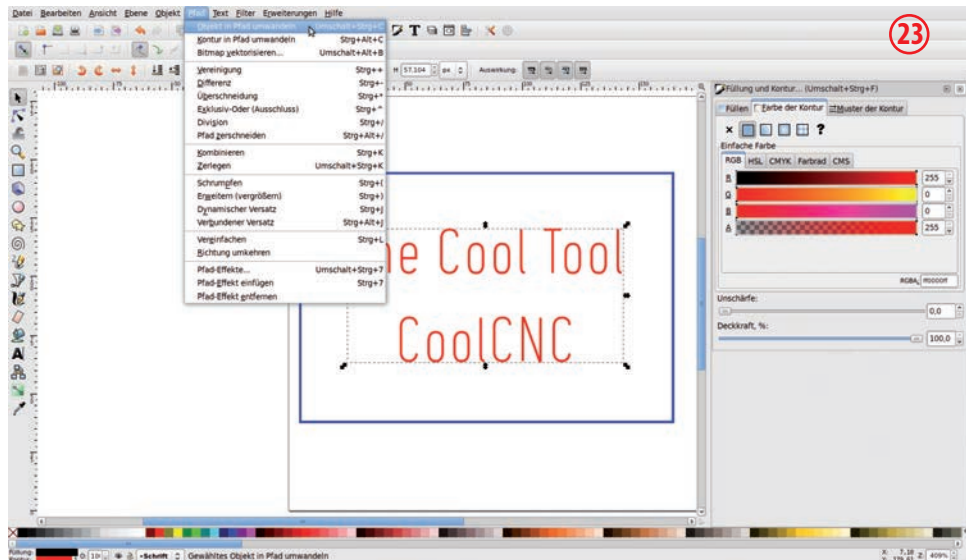 Datei Bearbeiten Ansicht Ebene Objekt Pfad Text Filter Erweiterungen Hilfe
23
Objekt in Pfad umwandeln Umschalt+Strg+C
Kontur in Pfad umwandeln Strg+Alt+C
Bitmap vektorisieren... Umschalt+Alt+B
Vereinigung Strg++
Differenz Strg+-
Überschneidung Strg+*
Exklusiv-Oder (Ausschluss) Strg+^
Division Strg+/
Pfad zerschneiden Strg+Alt+/
Kombinieren Strg+K
Zerlegen Umschalt+Strg+K
Schrumpfen Strg+(
Erweitern (vergrößern) Strg+)
Dynamischer Versatz Strg+J
Verbundener Versatz Strg+Alt+J
Vereinfachen Strg+L
Richtung umkehren
Pfad-Effekte... Umschalt+Strg+7
Pfad-Effekt einfügen Strg+7
Pfad-Effekt entfernen
H 57,104 px Auswirkung:
Füllung und Kontur... (Umschalt+Strg+F)
Füllen Farbe der Kontur Muster der Kontur
Einfache Farbe
RGB HSL CMYK Farbrad CMS
R 255
G 0
B 0
A 255
RGBA: ff0000ff
Unschärfe:
0,0
Deckkraft, %:
100,0
e Cool Tool
CoolCNC
Füllung:
Kontur:
Schrift Gewähltes Objekt in Pfad umwandeln
X: 7,18
Z 409%